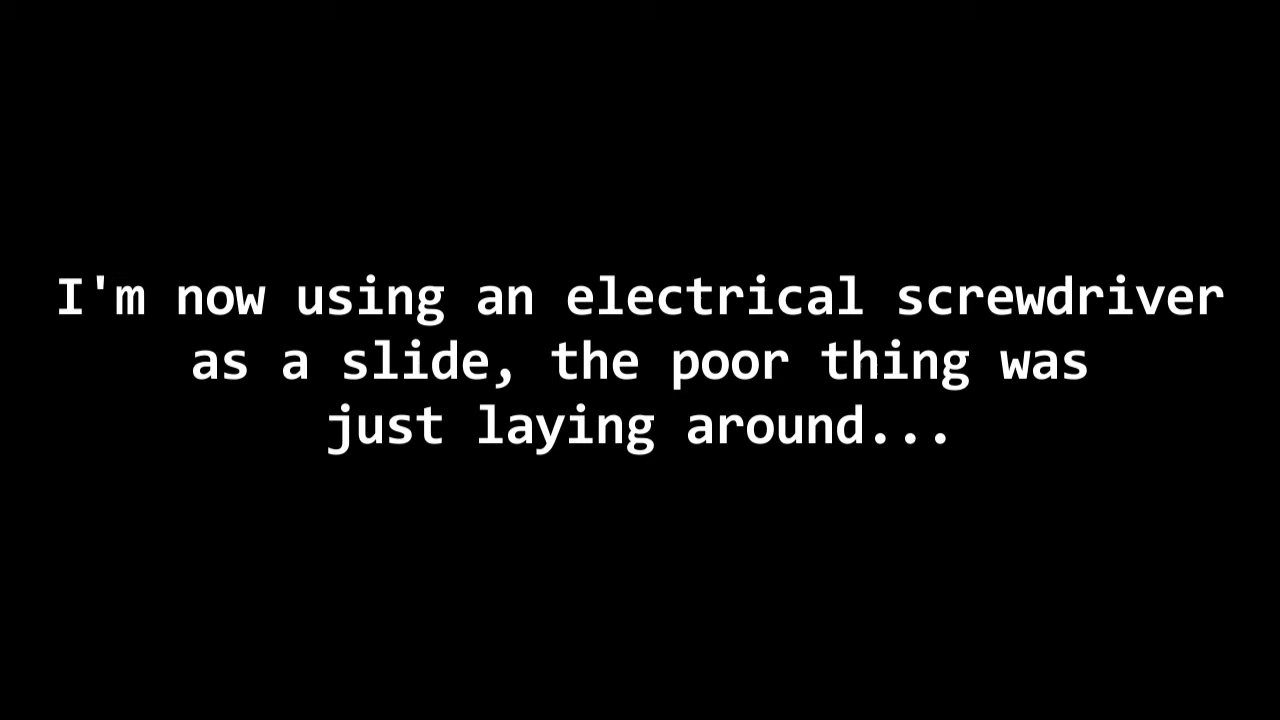 I'm now using an electrical screwdriver
as a slide, the poor thing was
just laying around...